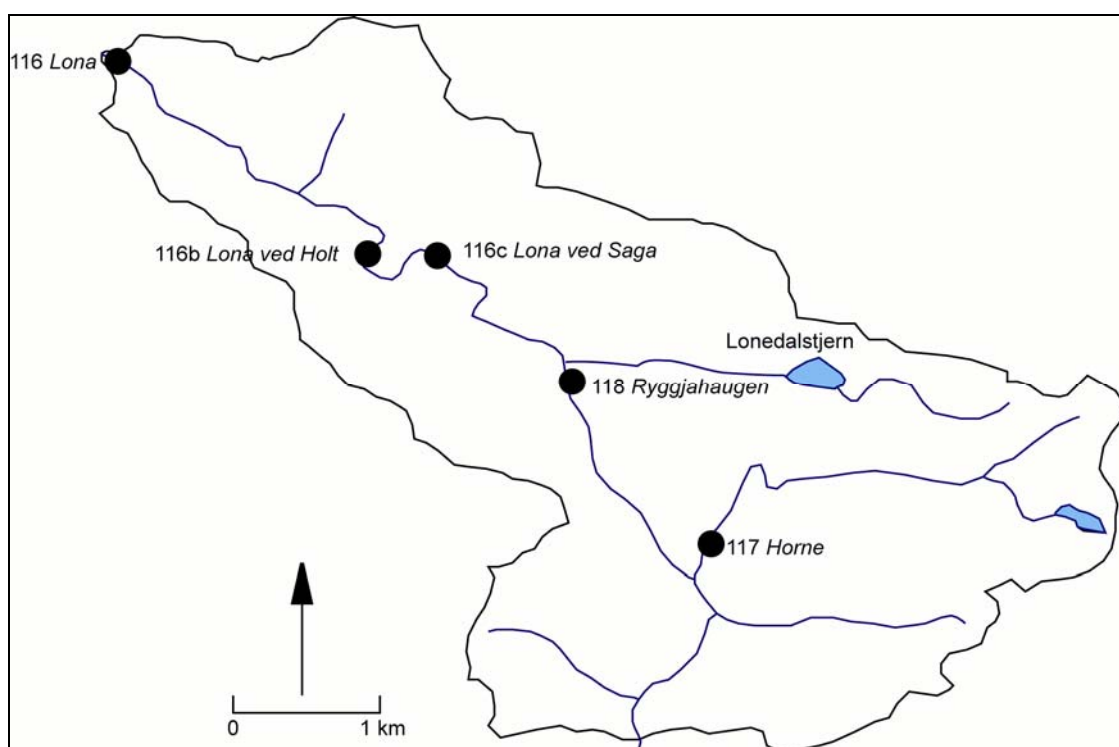 116 Lona
116b Lona ved Holt
116c Lona ved Saga
Lonedalstjern
118 Ryggjahaugen
117 Horne
0 1 km